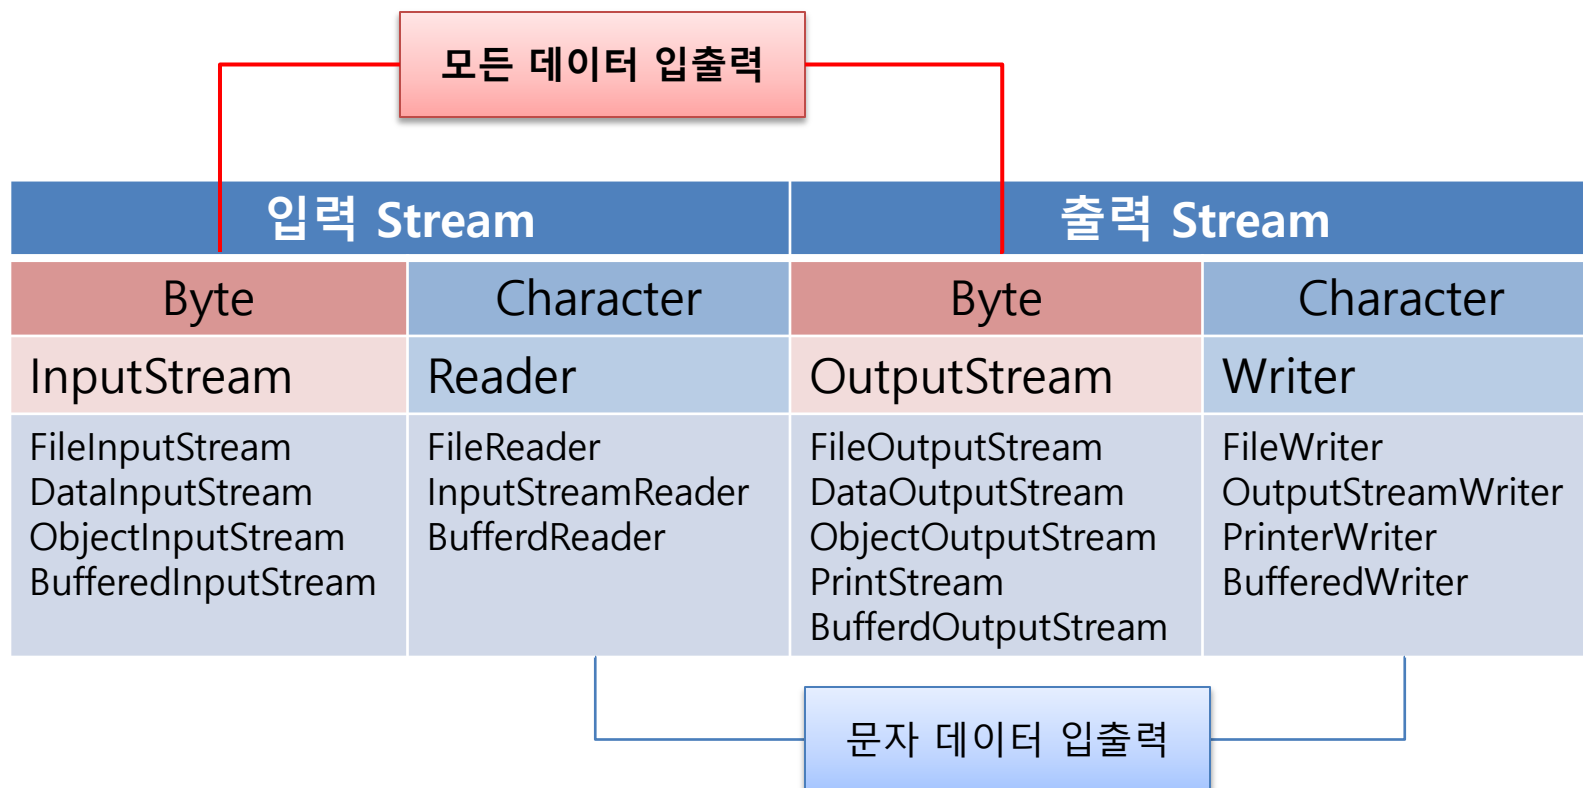 모든 데이터 입출력
입력 Stream
출력 Stream
Byte
Character
Byte
Character
InputStream
Reader
OutputStream
Writer
FileInputStream
DataInputStream
ObjectInputStream
BufferedInputStream
FileReader
InputStreamReader
BufferdReader
FileOutputStream
DataOutputStream
ObjectOutputStream
PrintStream
BufferdOutputStream
FileWriter
OutputStreamWriter
PrinterWriter
BufferedWriter
문자 데이터 입출력